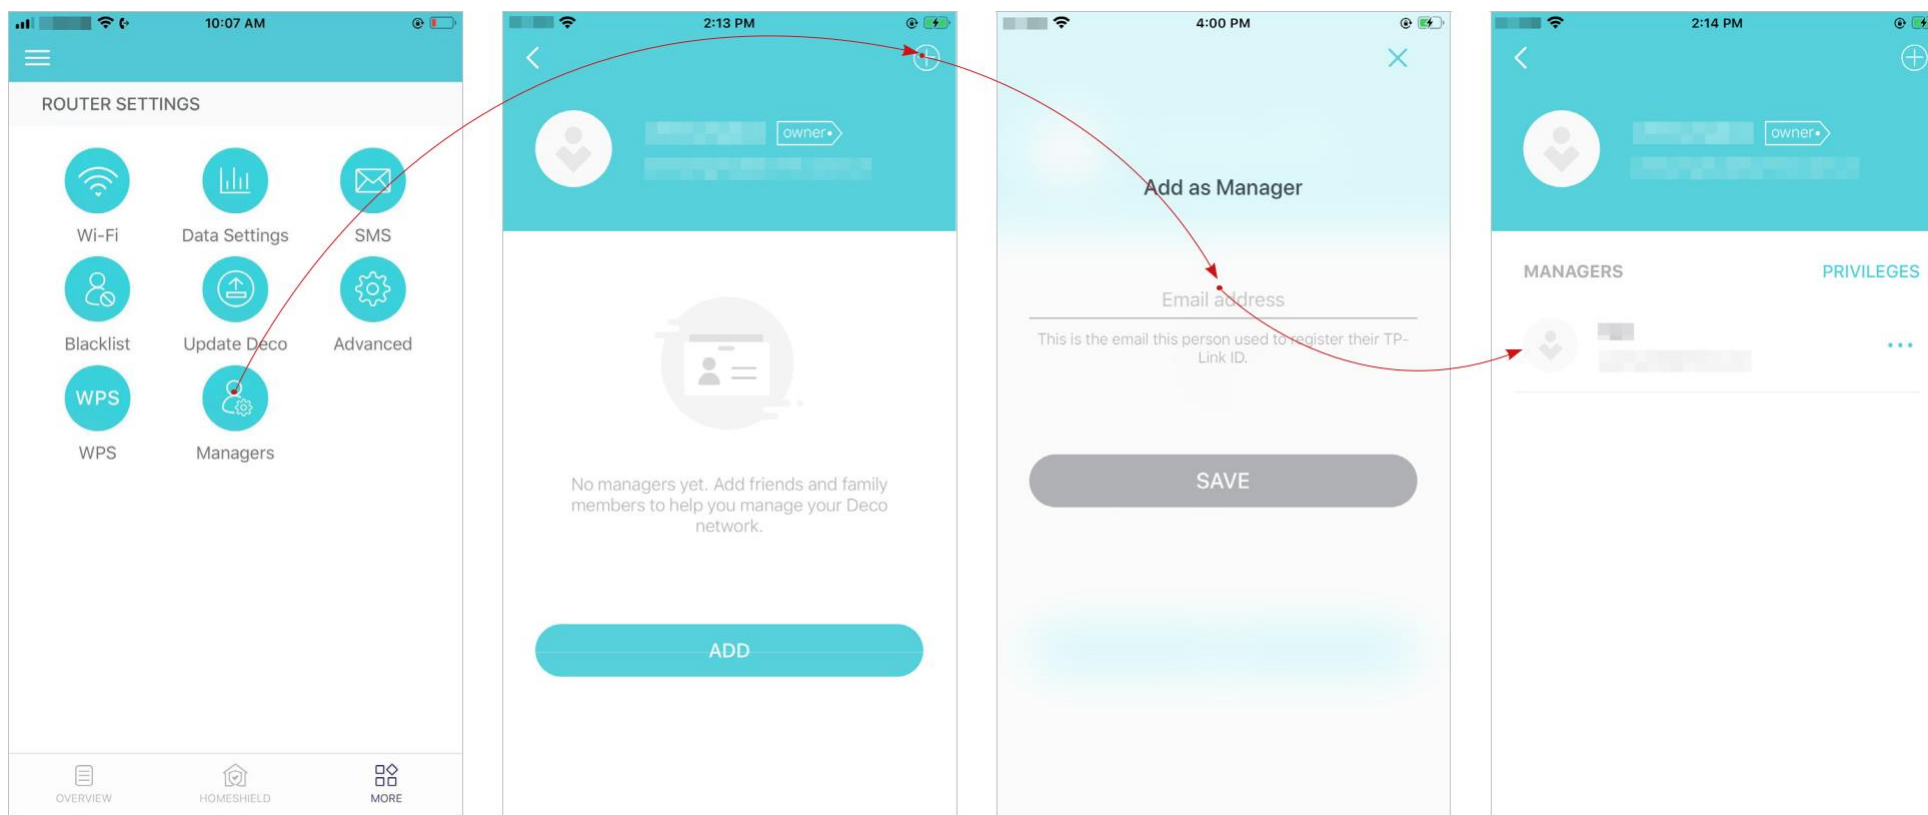 10:07 AM
ROUTER SETTINGS
Wi-Fi
Data Settings
SMS
Blacklist
Update Deco
Advanced
WPS
WPS
Managers
OVERVIEW
HOMESHIELD
MORE
2:13 PM
owner
No managers yet. Add friends and family
members to help you manage your Deco
network.
ADD
4:00 PM
Add as Manager
Email address
This is the email this person used to register their TP-
Link ID.
SAVE
2:14 PM
owner
MANAGERS
PRIVILEGES